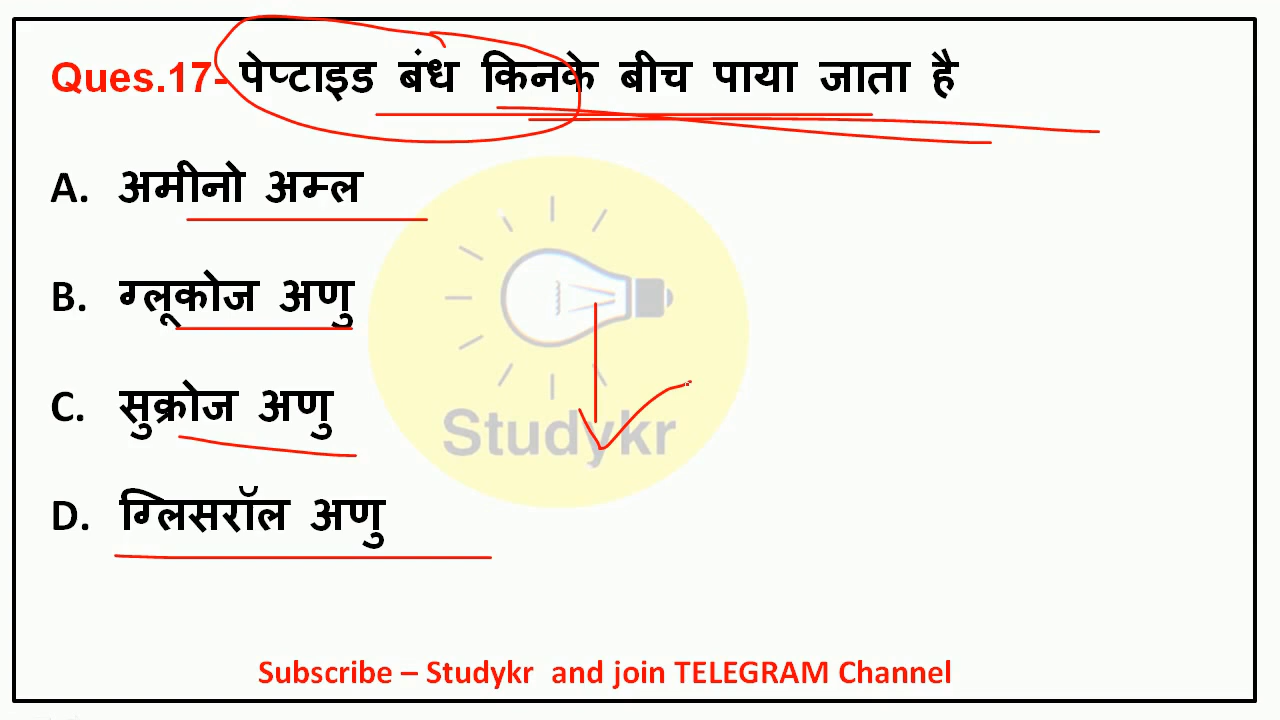 Ques.17- पेप्टाइड बंध किनके बीच पाया जाता है
A. अमीनो अम्ल
B. ग्लूकोज अणु
C. सुक्रोज अणु
Studykr
D. ग्लिसरॉल अणु
Subscribe – Studykr and join TELEGRAM Channel